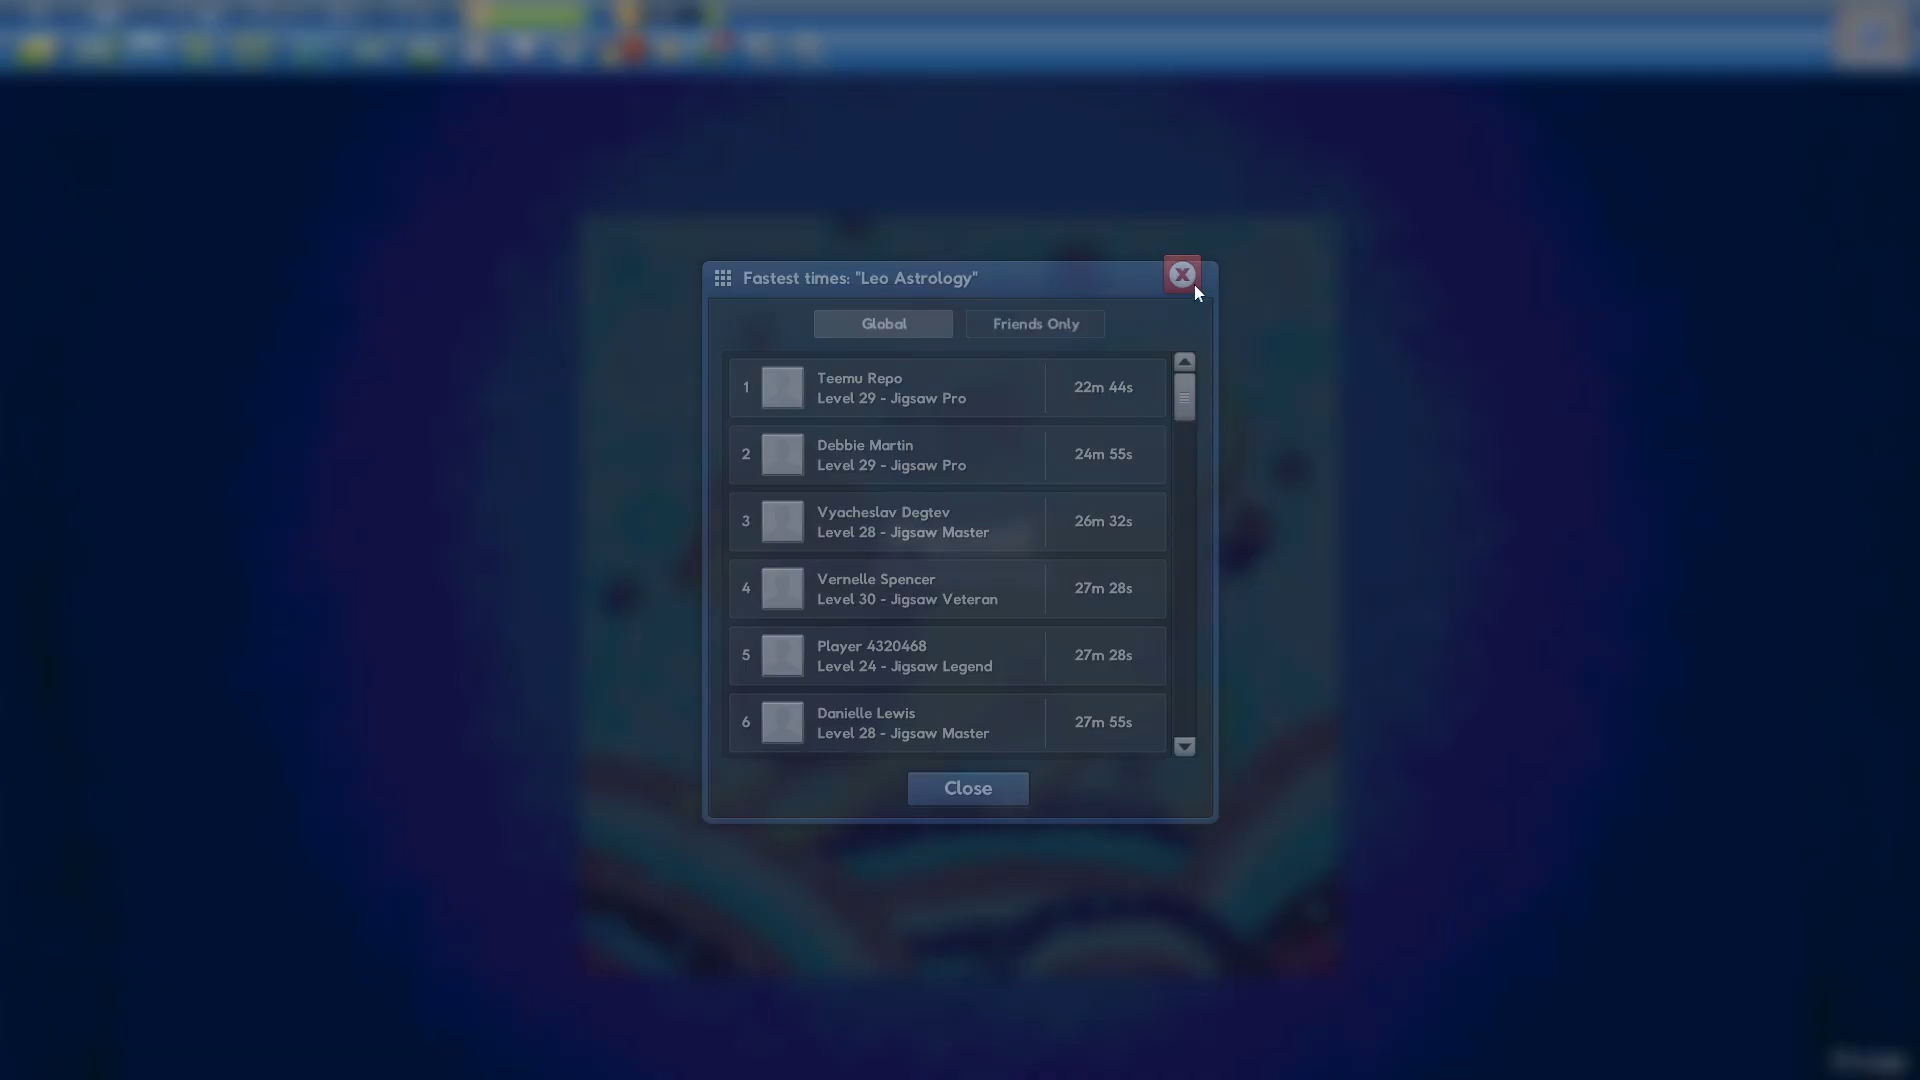 Fastest times: "Leo Astrology"
Global
Friends Only
1
Teemu Repo
Level 29 - Jigsaw Pro
22m 44s
2
Debbie Martin
Level 29 - Jigsaw Pro
24m 55s
3
Vyacheslav Degtev
Level 28 - Jigsaw Master
26m 32s
4
Vernelle Spencer
Level 30 - Jigsaw Veteran
27m 28s
5
Player 4320468
Level 24 - Jigsaw Legend
27m 28s
6
Danielle Lewis
Level 28 - Jigsaw Master
27m 55s
Close